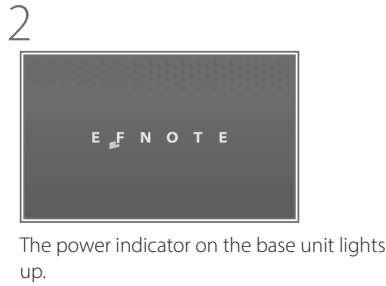 2
EFNOTE
The power indicator on the base unit lights
up.